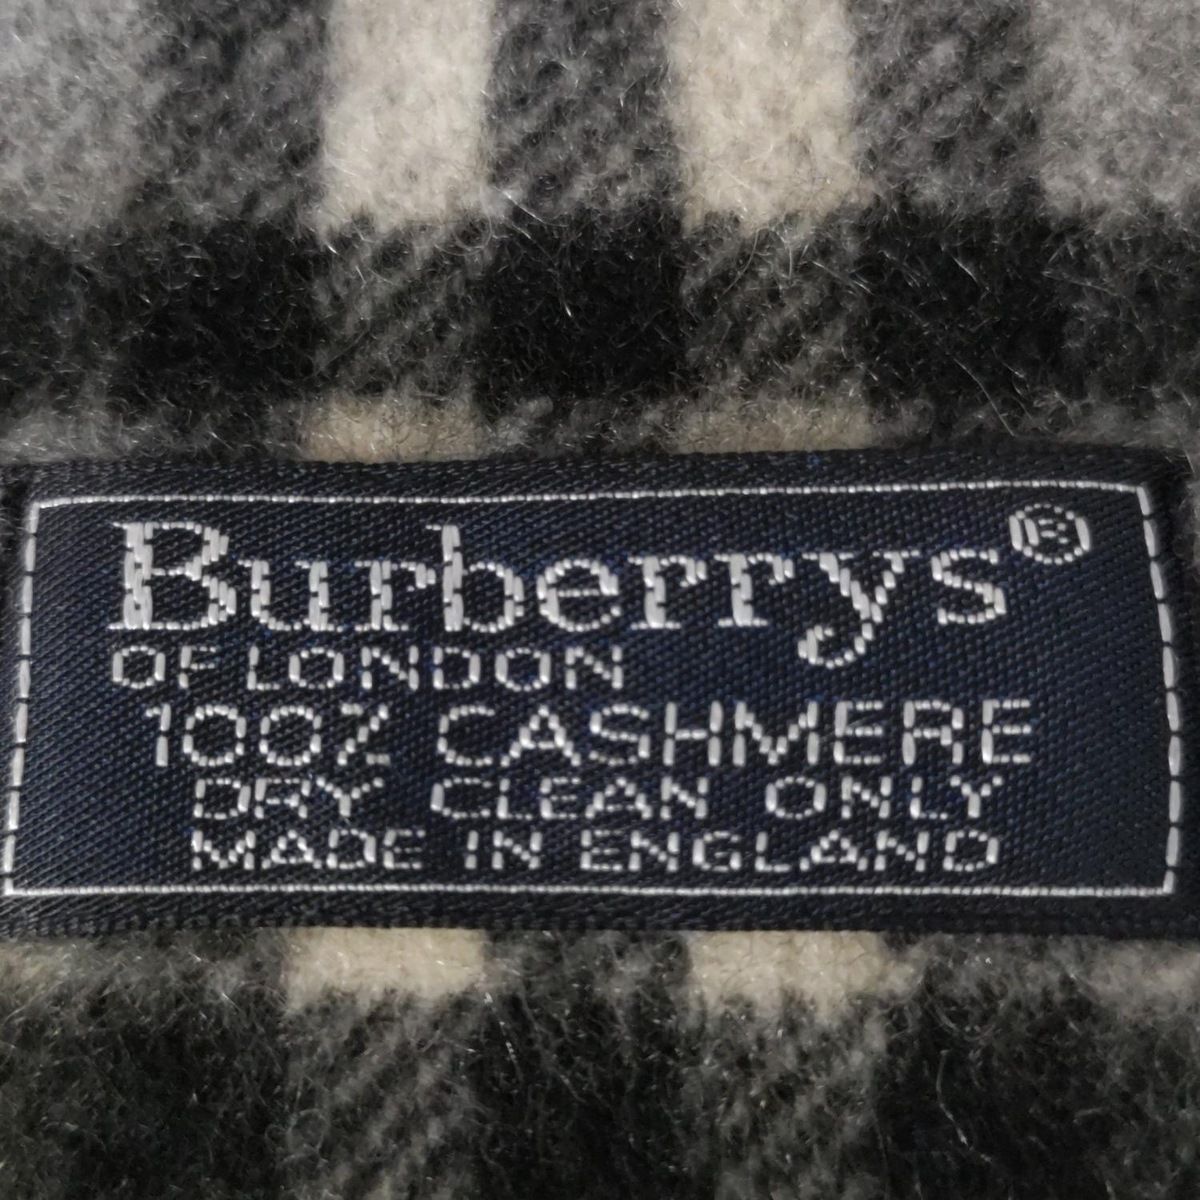 Burberrys®
OF LONDON
100% CASHMERE
DRY CLEAN ONLY
MADE IN ENGLAND